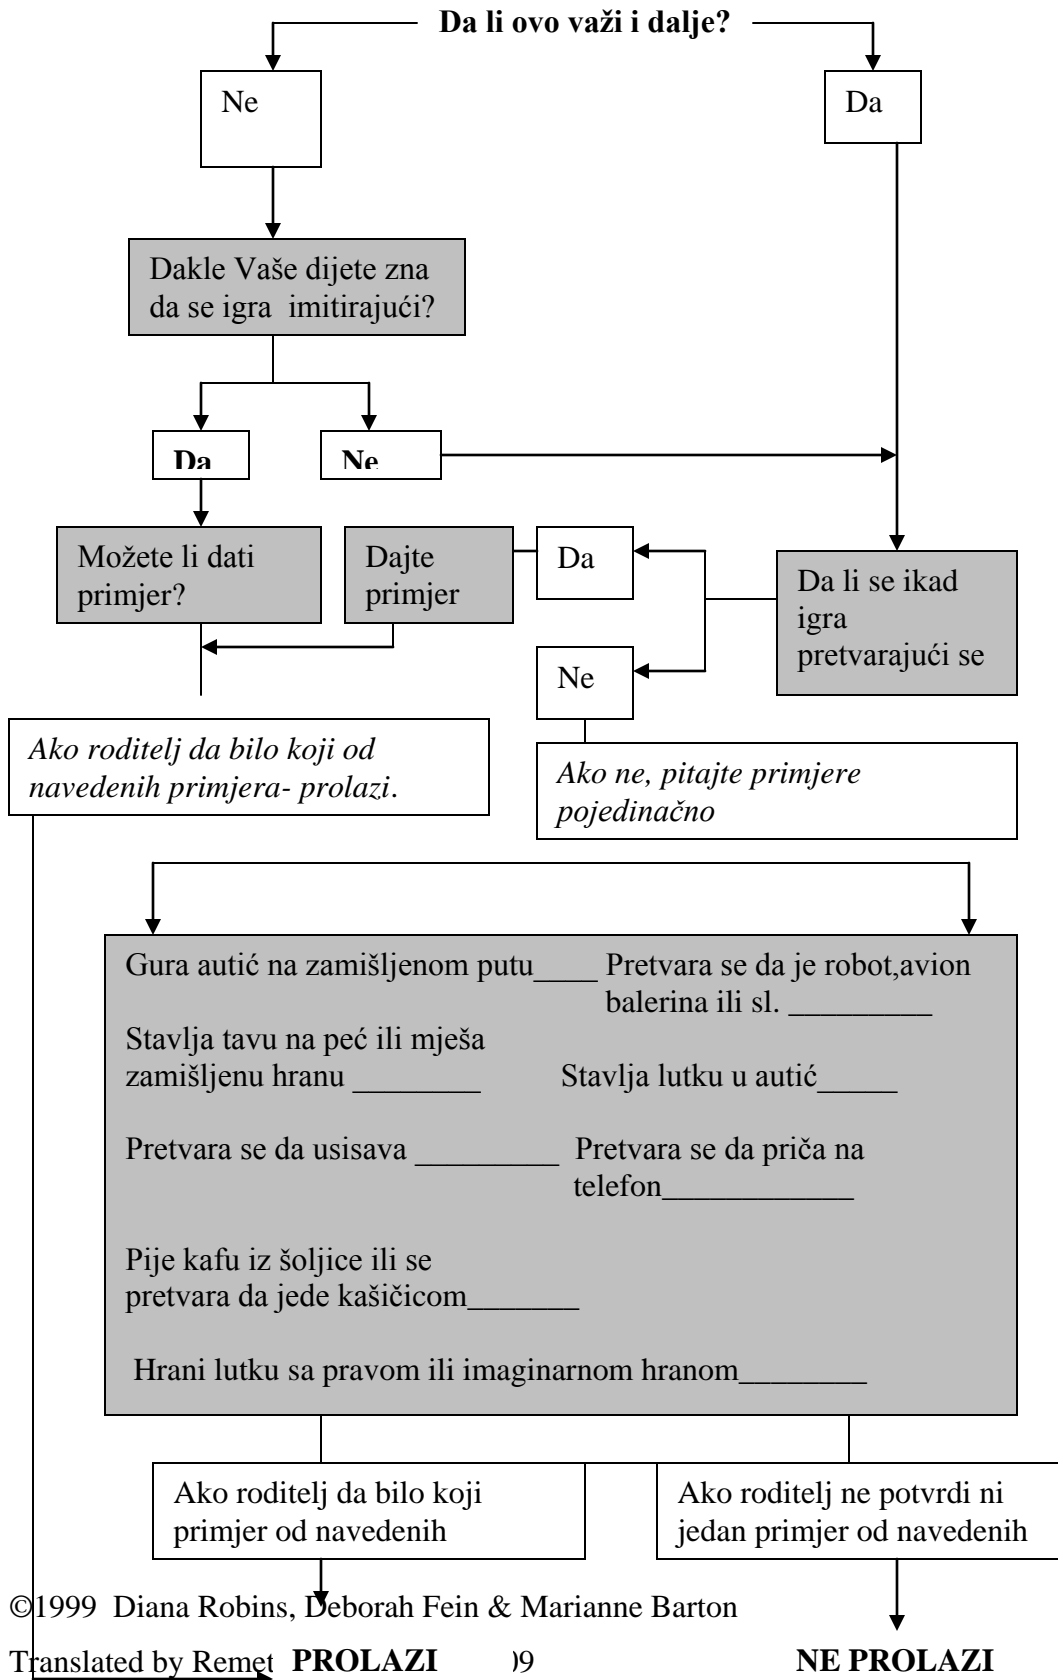 Da li ovo važi i dalje?
Ne
Da
Dakle Vaše dijete zna
da se igra imitirajući?
Da
Ne
Možete li dati
primjer?
Dajte
primjer
Da
Da li se ikad
igra
pretvarajući se
Ne
Ako roditelj da bilo koji od
navedenih primjera- prolazi.
Ako ne, pitajte primjere
pojedinačno
Gura autić na zamišljenom putu____ Pretvara se da je robot,avion
balerina ili sl. _________
Stavlja tavu na peć ili mješa
zamišljenu hranu ________ Stavlja lutku u autić_____
Pretvara se da usisava _________ Pretvara se da priča na
telefon____________
Pije kafu iz šoljice ili se
pretvara da jede kašičicom_______
Hrani lutku sa pravom ili imaginarnom hranom________
Ako roditelj da bilo koji
primjer od navedenih
Ako roditelj ne potvrdi ni
jedan primjer od navedenih
©1999 Diana Robins, Deborah Fein & Marianne Barton
Translated by PROLAZI NE PROLAZI